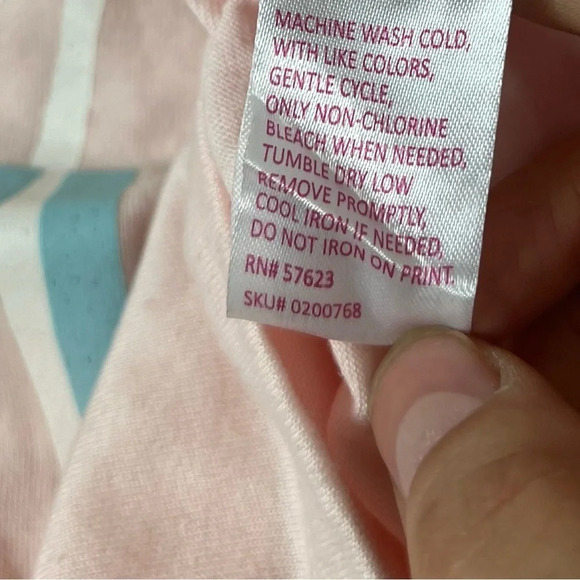 MACHINE WASH COLD,
WITH LIKE COLORS,
GENTLE CYCLE,
ONLY NON-CHLORINE
BLEACH WHEN NEEDED,
TUMBLE DRY LOW
REMOVE PROMPTLY,
COOL IRON IF NEEDED,
DO NOT IRON ON PRINT.
RN# 57623
SKU# 0200768